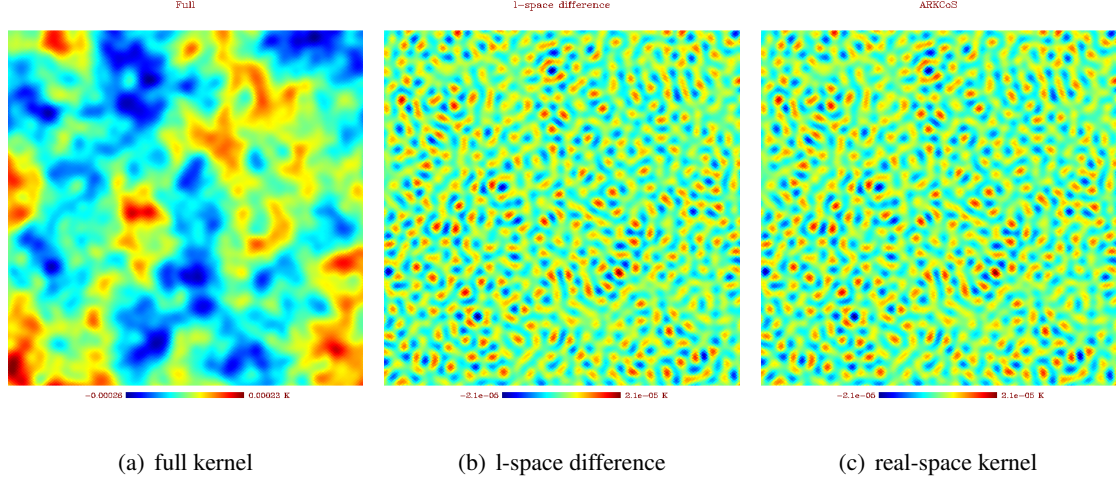 Full
l-space difference
ARKCoS
-0.00026 0.00033 K
-2.1e-05 2.1e-05 K
-2.1e-05 2.1e-05 K
(a) full kernel
(b) l-space difference
(c) real-space kernel